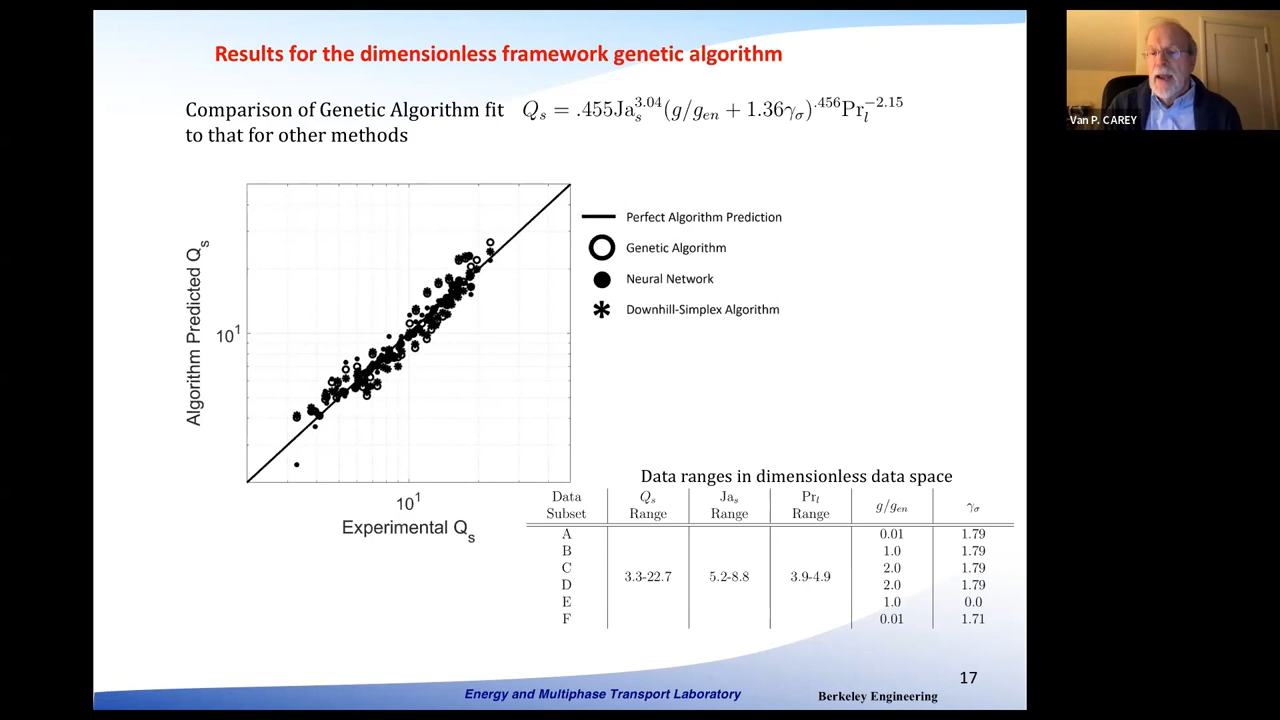 Results for the dimensionless framework genetic algorithm
Comparison of Genetic Algorithm fit
to that for other methods
Q_s = .455Ja_s^{3.04}(g/g_{en} + 1.36γ_σ)^{.456}Pr_l^{-2.15}
Van P. CAREY
Algorithm Predicted Q_s
10^1
10^1
Experimental Q_s
Perfect Algorithm Prediction
Genetic Algorithm
Neural Network
Downhill-Simplex Algorithm
Data ranges in dimensionless data space
Data Subset | Q_s Range | Ja_s Range | Pr_l Range | g/g_{en} | γ_σ
A 0.01 1.79
B 1.0 1.79
C 2.0 1.79
3.3-22.7 5.2-8.8 3.9-4.9
D 2.0 1.79
E 1.0 0.0
F 0.01 1.71
17
Energy and Multiphase Transport Laboratory
Berkeley Engineering